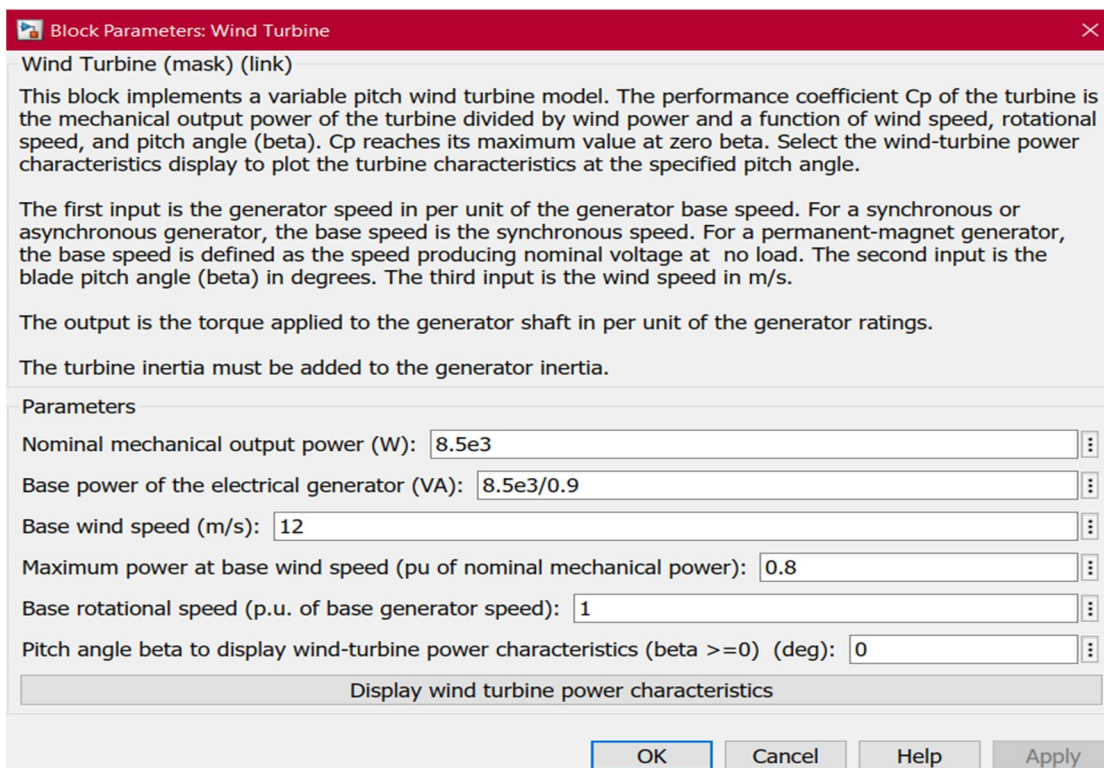 Block Parameters: Wind Turbine
Wind Turbine (mask) (link)
This block implements a variable pitch wind turbine model. The performance coefficient Cp of the turbine is
the mechanical output power of the turbine divided by wind power and a function of wind speed, rotational
speed, and pitch angle (beta). Cp reaches its maximum value at zero beta. Select the wind-turbine power
characteristics display to plot the turbine characteristics at the specified pitch angle.
The first input is the generator speed in per unit of the generator base speed. For a synchronous or
asynchronous generator, the base speed is the synchronous speed. For a permanent-magnet generator,
the base speed is defined as the speed producing nominal voltage at no load. The second input is the
blade pitch angle (beta) in degrees. The third input is the wind speed in m/s.
The output is the torque applied to the generator shaft in per unit of the generator ratings.
The turbine inertia must be added to the generator inertia.
Parameters
Nominal mechanical output power (W): 8.5e3
Base power of the electrical generator (VA): 8.5e3/0.9
Base wind speed (m/s): 12
Maximum power at base wind speed (pu of nominal mechanical power): 0.8
Base rotational speed (p.u. of base generator speed): 1
Pitch angle beta to display wind-turbine power characteristics (beta >=0) (deg): 0
Display wind turbine power characteristics
OK Cancel Help Apply